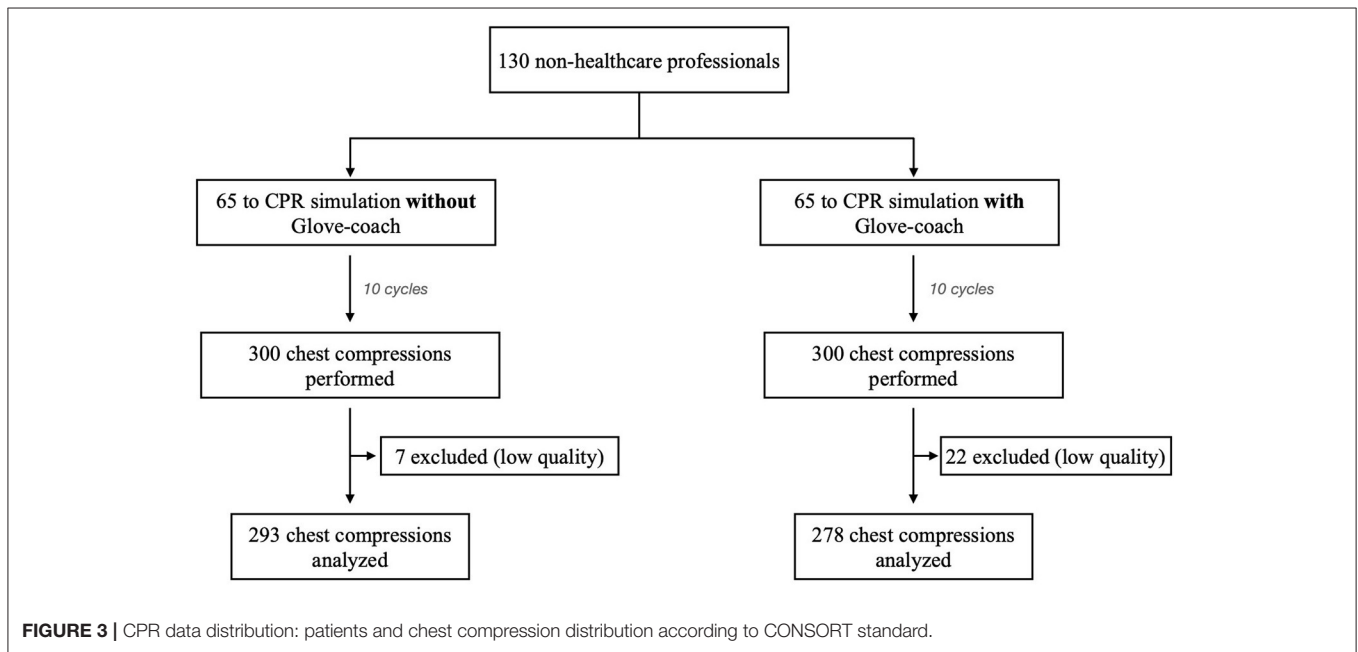 130 non-healthcare professionals
65 to CPR simulation without
Glove-coach
65 to CPR simulation with
Glove-coach
10 cycles
10 cycles
300 chest compressions
performed
300 chest compressions
performed
7 excluded (low quality)
22 excluded (low quality)
293 chest compressions
analyzed
278 chest compressions
analyzed
FIGURE 3 | CPR data distribution: patients and chest compression distribution according to CONSORT standard.